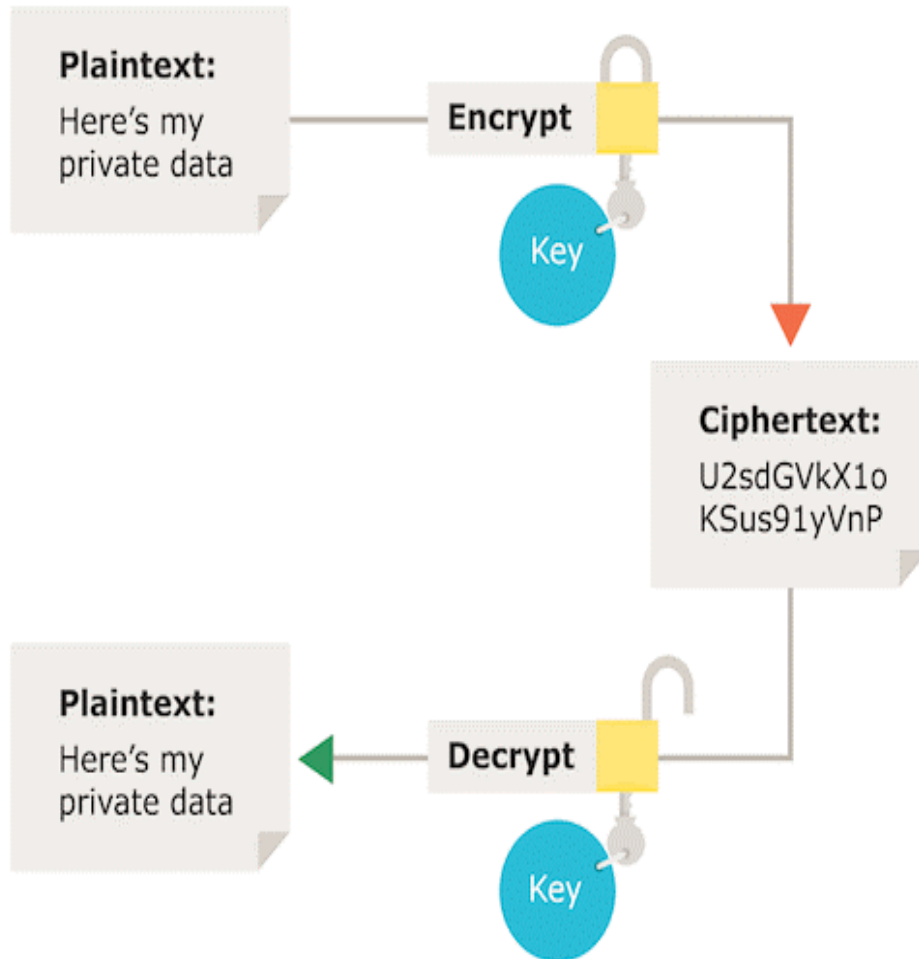 Plaintext:
Here's my
private data
Encrypt
Key
Ciphertext:
U2sdGVkX1o
KSus91yVnP
Decrypt
Plaintext:
Here's my
private data
Key